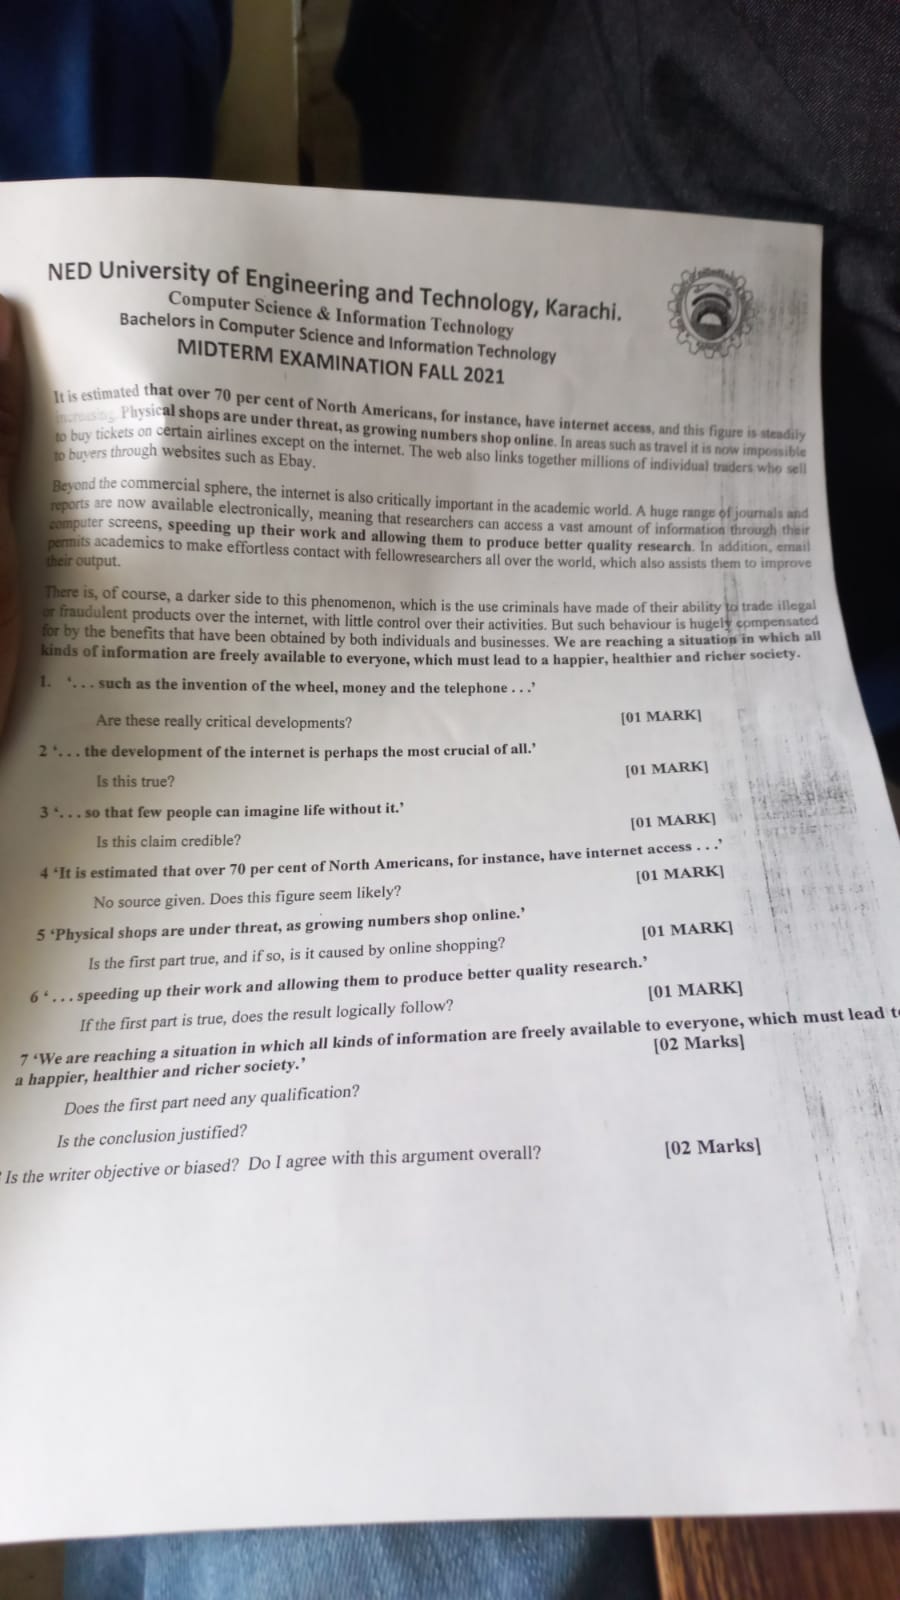 NED University of Engineering and Technology, Karachi.
Computer Science & Information Technology
Bachelors in Computer Science and Information Technology
MIDTERM EXAMINATION FALL 2021
It is estimated that over 70 per cent of North Americans, for instance, have internet access, and this figure is steadily
increasing. Physical shops are under threat, as growing numbers shop online. In areas such as travel it is now impossible
to buy tickets on certain airlines except on the internet. The web also links together millions of individual traders who sell
to buyers through websites such as Ebay.
Beyond the commercial sphere, the internet is also critically important in the academic world. A huge range of journals and
reports are now available electronically, meaning that researchers can access a vast amount of information through their
computer screens, speeding up their work and allowing them to produce better quality research. In addition, email
permits academics to make effortless contact with fellowresearchers all over the world, which also assists them to improve
their output.
There is, of course, a darker side to this phenomenon, which is the use criminals have made of their ability to trade illegal
or fraudulent products over the internet, with little control over their activities. But such behaviour is hugely compensated
for by the benefits that have been obtained by both individuals and businesses. We are reaching a situation in which all
kinds of information are freely available to everyone, which must lead to a happier, healthier and richer society.
1. ‘. . . such as the invention of the wheel, money and the telephone . . .’
Are these really critical developments? [01 MARK]
2 ‘. . . the development of the internet is perhaps the most crucial of all.’
Is this true? [01 MARK]
3 ‘. . . so that few people can imagine life without it.’
Is this claim credible? [01 MARK]
4 ‘It is estimated that over 70 per cent of North Americans, for instance, have internet access . . .’
No source given. Does this figure seem likely? [01 MARK]
5 ‘Physical shops are under threat, as growing numbers shop online.’
Is the first part true, and if so, is it caused by online shopping? [01 MARK]
6 ‘. . . speeding up their work and allowing them to produce better quality research.’
If the first part is true, does the result logically follow? [01 MARK]
7 ‘We are reaching a situation in which all kinds of information are freely available to everyone, which must lead to
a happier, healthier and richer society.’ [02 Marks]
Does the first part need any qualification?
Is the conclusion justified?
Is the writer objective or biased? Do I agree with this argument overall? [02 Marks]